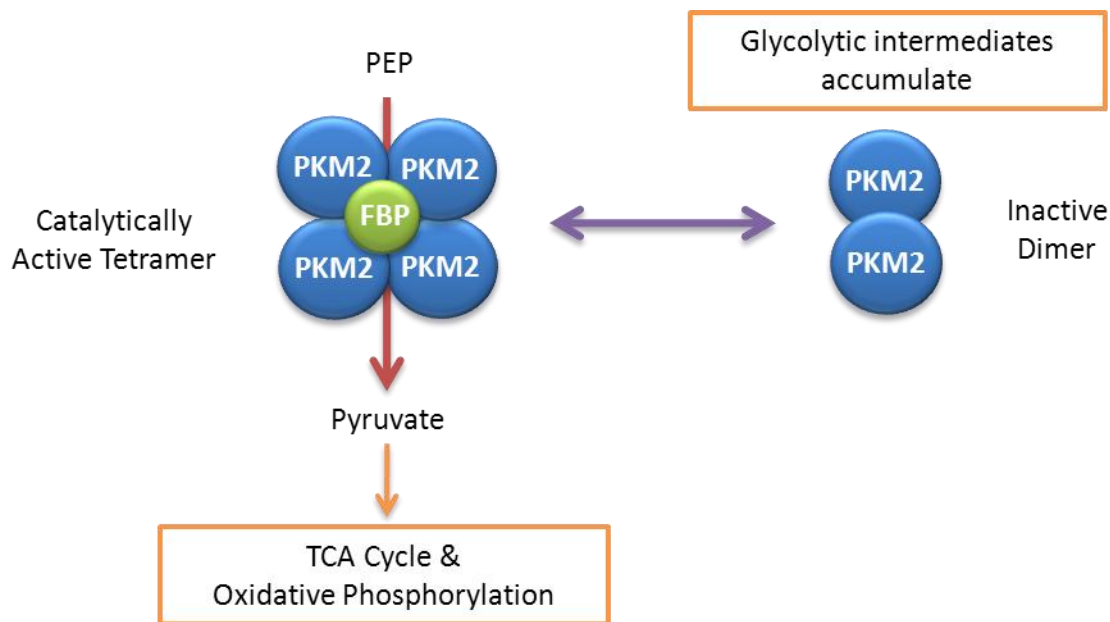 PEP
Glycolytic intermediates
accumulate
PKM2
PKM2
FBP
PKM2
PKM2
Catalytically
Active Tetramer
PKM2
PKM2
Inactive
Dimer
Pyruvate
TCA Cycle &
Oxidative Phosphorylation